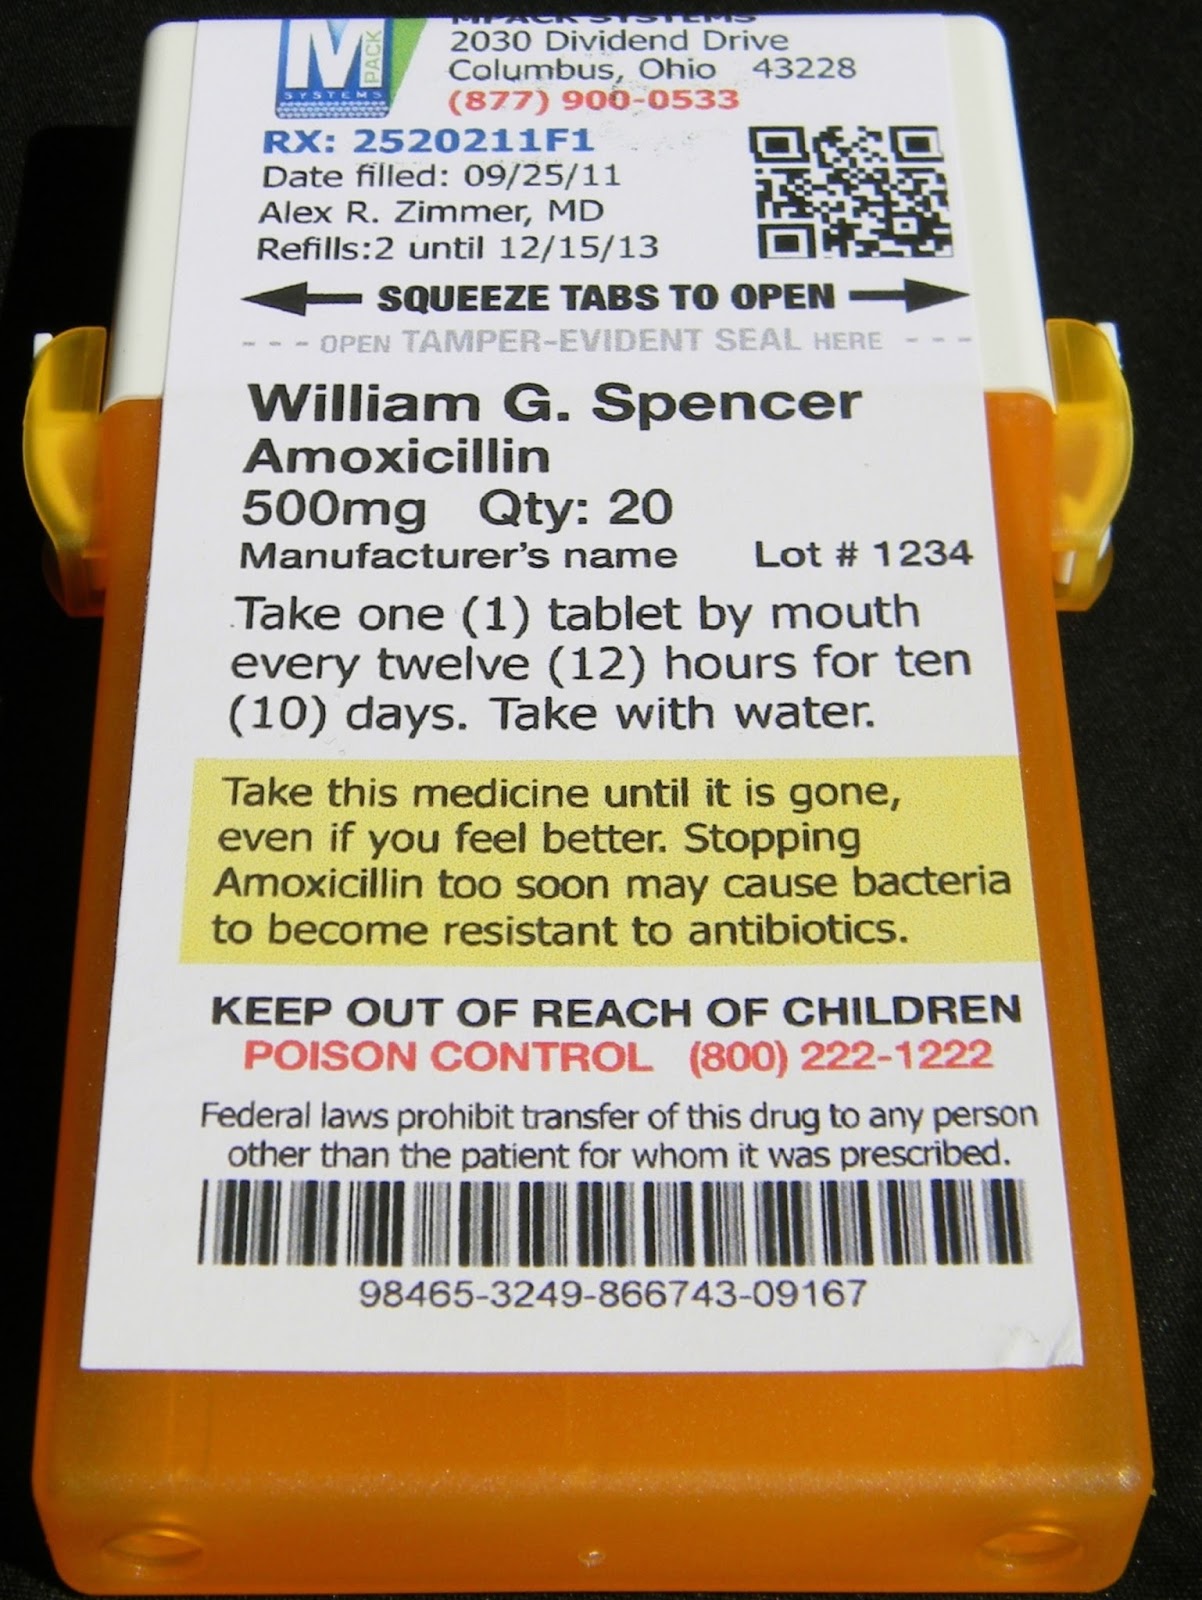 M
PACK
SYSTEMS
MPACK SYSTEMS
2030 Dividend Drive
Columbus, Ohio 43228
(877) 900-0533
RX: 2520211F1
Date filled: 09/25/11
Alex R. Zimmer, MD
Refills:2 until 12/15/13
SQUEEZE TABS TO OPEN
- - - OPEN TAMPER-EVIDENT SEAL HERE - - -
William G. Spencer
Amoxicillin
500mg Qty: 20
Manufacturer's name Lot # 1234
Take one (1) tablet by mouth
every twelve (12) hours for ten
(10) days. Take with water.
Take this medicine until it is gone,
even if you feel better. Stopping
Amoxicillin too soon may cause bacteria
to become resistant to antibiotics.
KEEP OUT OF REACH OF CHILDREN
POISON CONTROL (800) 222-1222
Federal laws prohibit transfer of this drug to any person
other than the patient for whom it was prescribed.
98465-3249-866743-09167